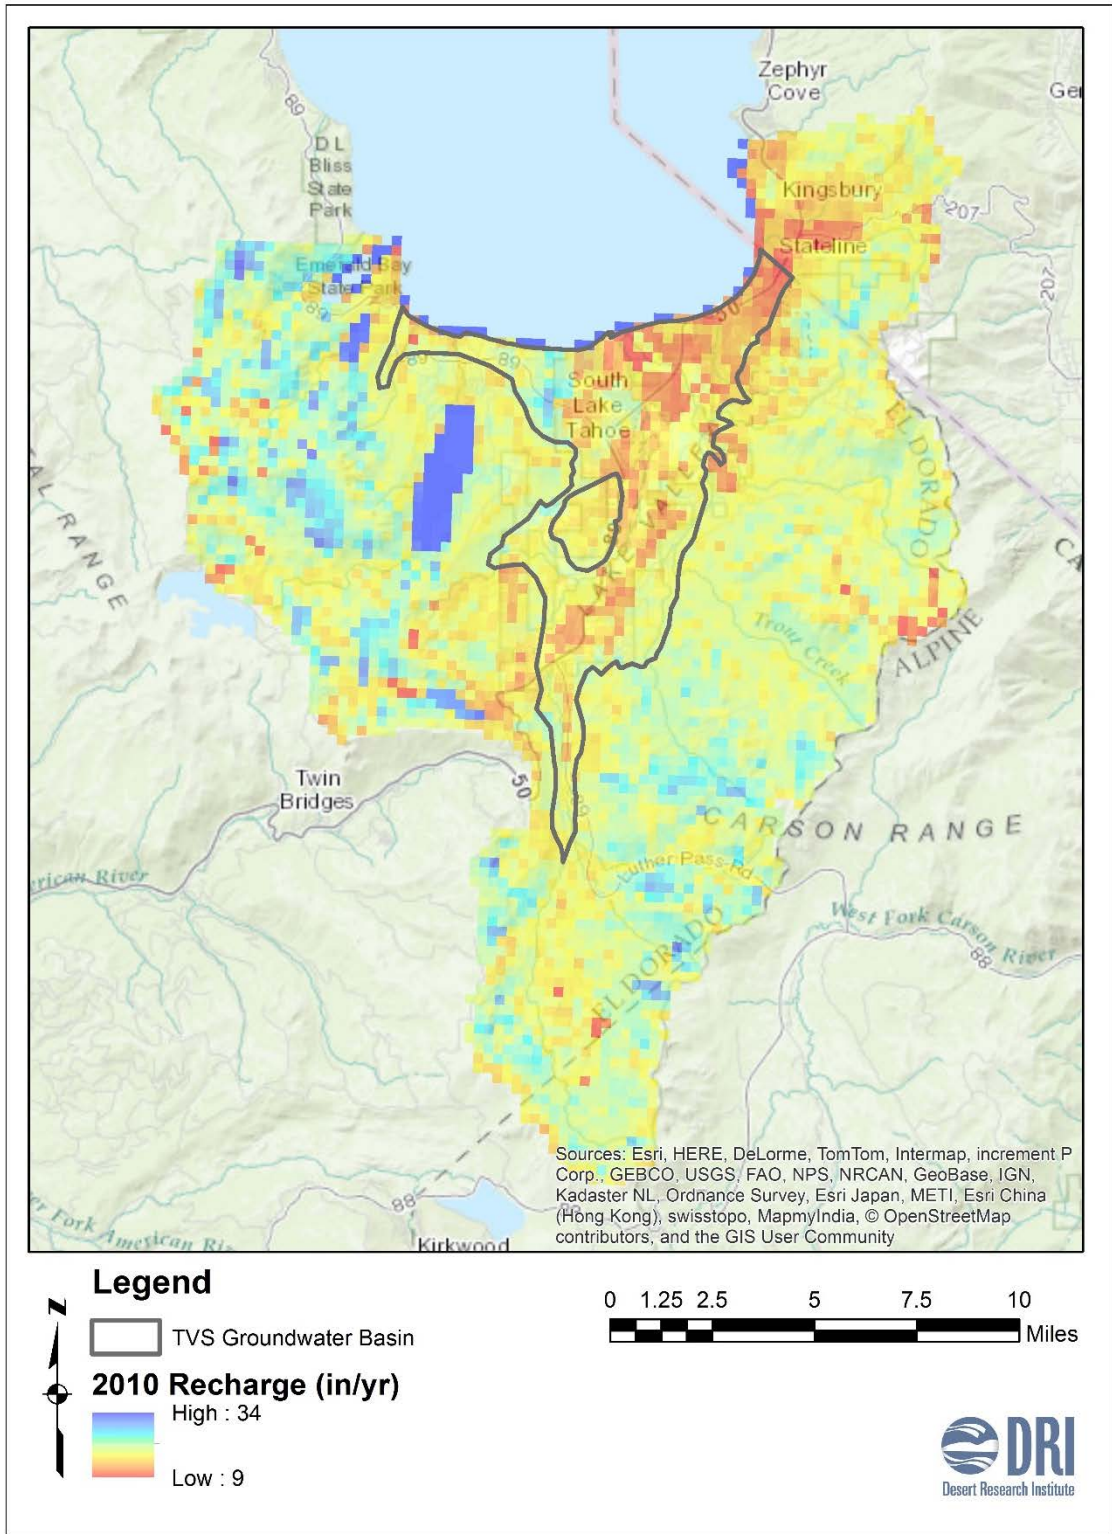 Zephyr
Cove
Ge
89
D L
Bliss
State
Park
Kingsbury
207
Stateline
Emerald Bay
State Park
89
207
50
89
89
South
Lake
Tahoe
EL DORADO
LAKE VALLEY
89
AL RANGE
CA
Trout Creek
ALPINE
Twin
Bridges
50
89
CARSON RANGE
Luther Pass Rd
erican River
West Fork Carson
River
88
EL DORADO
Sources: Esri, HERE, DeLorme, TomTom, Intermap, increment P
Corp., GEBCO, USGS, FAO, NPS, NRCAN, GeoBase, IGN,
Kadaster NL, Ordnance Survey, Esri Japan, METI, Esri China
(Hong Kong), swisstopo, MapmyIndia, © OpenStreetMap
contributors, and the GIS User Community
88
er Fork American Riv
Kirkwood
Legend
N
TVS Groundwater Basin
2010 Recharge (in/yr)
High : 34
Low : 9
0 1.25 2.5 5 7.5 10
Miles
DRI
Desert Research Institute